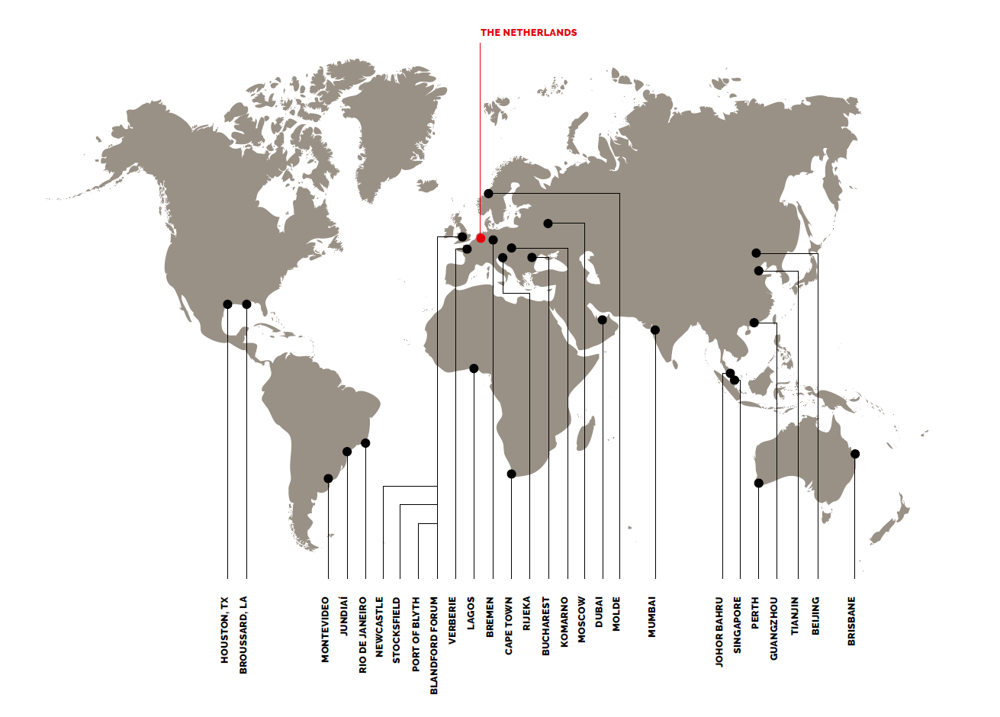 THE NETHERLANDS
HOUSTON, TX
BROUSSARD, LA
MONTEVIDEO
JUNDIAÍ
RIO DE JANEIRO
NEWCASTLE
STOCKSFIELD
PORT OF BLYTH
BLANDFORD FORUM
VERBERIE
LAGOS
BREMEN
CAPE TOWN
RIJEKA
BUCHAREST
KOMARNO
MOSCOW
DUBAI
MOLDE
MUMBAI
JOHOR BAHRU
SINGAPORE
PERTH
GUANGZHOU
TIANJIN
BEIJING
BRISBANE